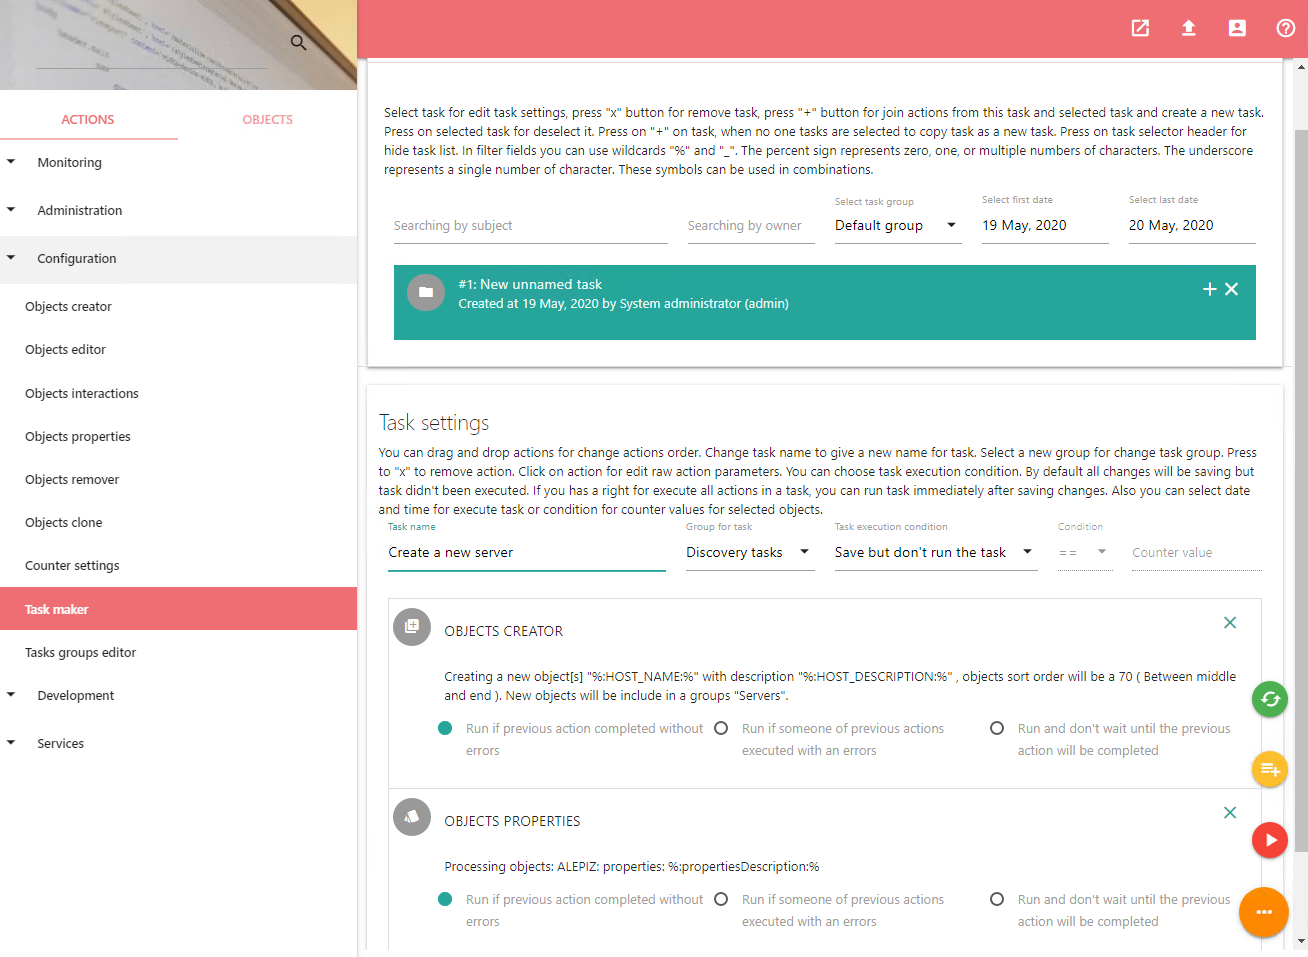 ACTIONS
OBJECTS
Monitoring
Administration
Configuration
Objects creator
Objects editor
Objects interactions
Objects properties
Objects remover
Objects clone
Counter settings
Task maker
Tasks groups editor
Development
Services
Select task for edit task settings, press "x" button for remove task, press "+" button for join actions from this task and selected task and create a new task.
Press on selected task for deselect it. Press on "+" on task, when no one tasks are selected to copy task as a new task. Press on task selector header for
hide task list. In filter fields you can use wildcards "%" and "_". The percent sign represents zero, one, or multiple numbers of characters. The underscore
represents a single number of character. These symbols can be used in combinations.
Searching by subject
Searching by owner
Select task group
Default group
Select first date
19 May, 2020
Select last date
20 May, 2020
#1: New unnamed task
Created at 19 May, 2020 by System administrator (admin)
Task settings
You can drag and drop actions for change actions order. Change task name to give a new name for task. Select a new group for change task group. Press
to "x" to remove action. Click on action for edit raw action parameters. You can choose task execution condition. By default all changes will be saving but
task didn't been executed. If you has a right for execute all actions in a task, you can run task immediately after saving changes. Also you can select date
and time for execute task or condition for counter values for selected objects.
Task name
Create a new server
Group for task
Discovery tasks
Task execution condition
Save but don't run the task
Condition
==
Counter value
OBJECTS CREATOR
Creating a new object[s] "%:HOST_NAME:%" with description "%:HOST_DESCRIPTION:%" , objects sort order will be a 70 ( Between middle
and end ). New objects will be include in a groups "Servers".
Run if previous action completed without
errors
Run if someone of previous actions
executed with an errors
Run and don't wait until the previous
action will be completed
OBJECTS PROPERTIES
Processing objects: ALEPIZ: properties: %:propertiesDescription:%
Run if previous action completed without
errors
Run if someone of previous actions
executed with an errors
Run and don't wait until the previous
action will be completed